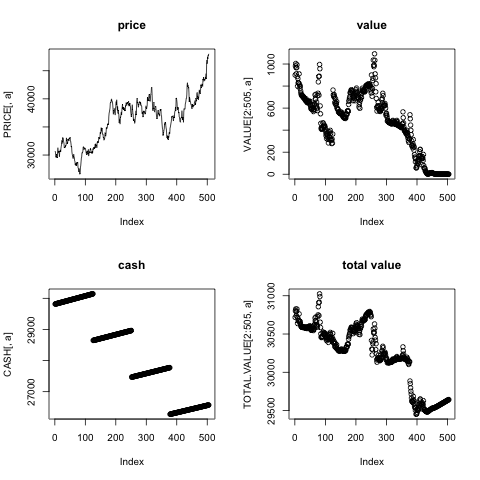 price
PRICE[, a]
30000
40000
0 100 200 300 400 500
Index
value
VALUE[2:505, a]
0 200 600 1000
0 100 200 300 400 500
Index
cash
CASH[, a]
27000 29000
0 100 200 300 400 500
Index
total value
TOTAL.VALUE[2:505, a]
29500 30000 30500 31000
0 100 200 300 400 500
Index